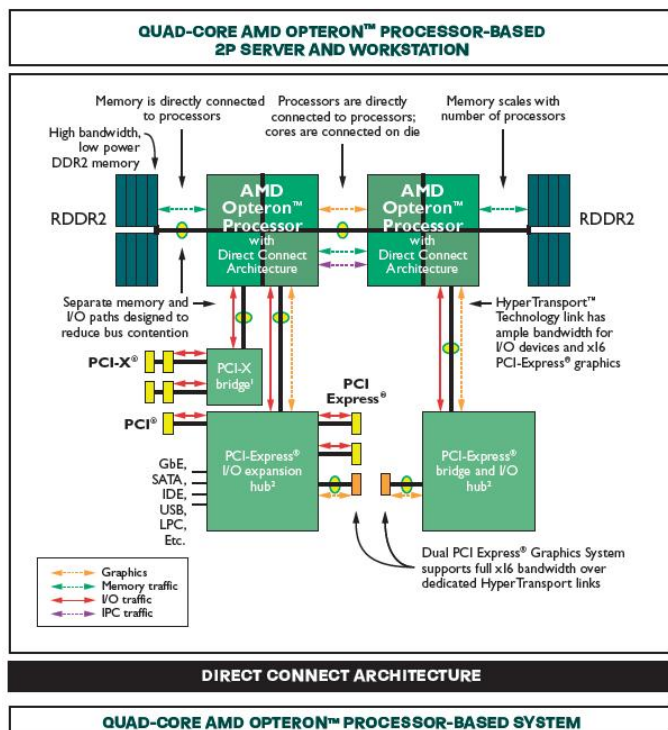 QUAD-CORE AMD OPTERON™ PROCESSOR-BASED
2P SERVER AND WORKSTATION
Memory is directly connected
to processors
Processors are directly
connected to processors;
cores are connected on die
Memory scales with
number of processors
High bandwidth,
low power
DDR2 memory
RDDR2
AMD
Opteron™
Processor
with
Direct Connect
Architecture
AMD
Opteron™
Processor
with
Direct Connect
Architecture
RDDR2
Separate memory and
I/O paths designed to
reduce bus contention
HyperTransport™
Technology link has
ample bandwidth for
I/O devices and x16
PCI-Express® graphics
PCI-X®
PCI-X
bridge¹
PCI
Express®
PCI®
PCI-Express®
I/O expansion
hub²
PCI-Express®
bridge and I/O
hub²
GbE,
SATA,
IDE,
USB,
LPC,
Etc.
Dual PCI Express® Graphics System
supports full x16 bandwidth over
dedicated HyperTransport links
Graphics
Memory traffic
I/O traffic
IPC traffic
DIRECT CONNECT ARCHITECTURE
QUAD-CORE AMD OPTERON™ PROCESSOR-BASED SYSTEM